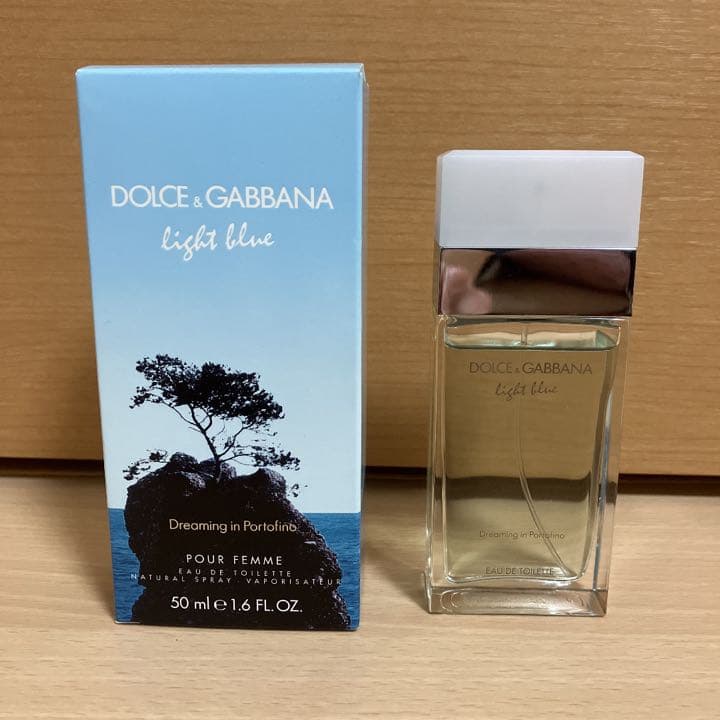 DOLCE & GABBANA
light blue
Dreaming in Portofino
POUR FEMME
EAU DE TOILETTE
NATURAL SPRAY · VAPORISATEUR
50 ml e 1.6 FL.OZ.
DOLCE & GABBANA
light blue
Dreaming in Portofino
EAU DE TOILETTE